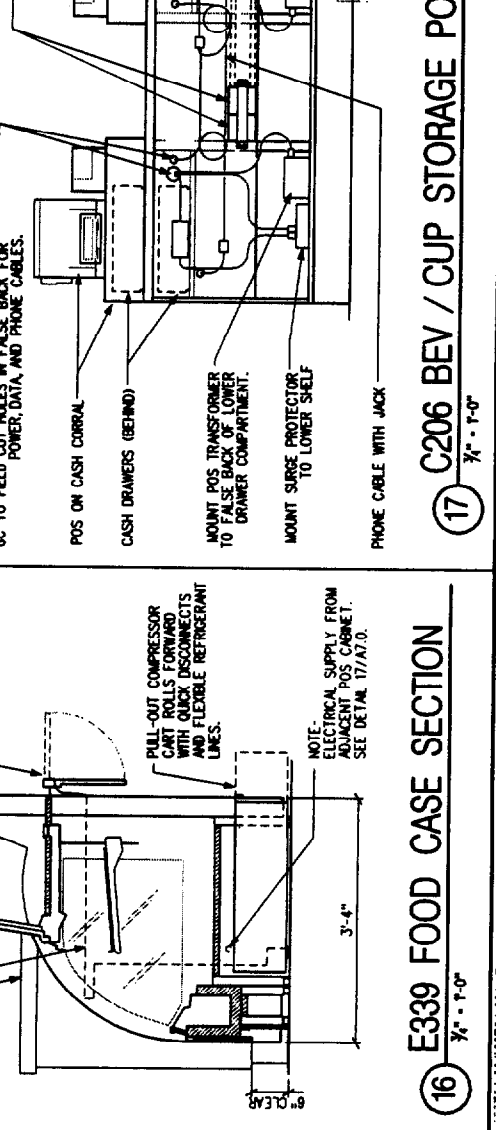 GC TO FIELD CUT HOLES IN FALSE BACK FOR
POWER, DATA, AND PHONE CABLES.
POS ON CASH CORRAL
CASH DRAWERS (BEHIND)
MOUNT POS TRANSFORMER
TO FALSE BACK OF LOWER
DRAWER COMPARTMENT.
MOUNT SURGE PROTECTOR
TO LOWER SHELF
PHONE CABLE WITH JACK
17 C206 BEV / CUP STORAGE PO
3/4" = 1'-0"
PULL-OUT COMPRESSOR
CART ROLLS FORWARD
WITH QUICK DISCONNECTS
AND FLEXIBLE REFRIGERANT
LINES.
NOTE-
ELECTRICAL SUPPLY FROM
ADJACENT POS CABINET.
SEE DETAIL 17/A7.0.
3'-4"
6" CLEAR
16 E339 FOOD CASE SECTION
3/4" = 1'-0"